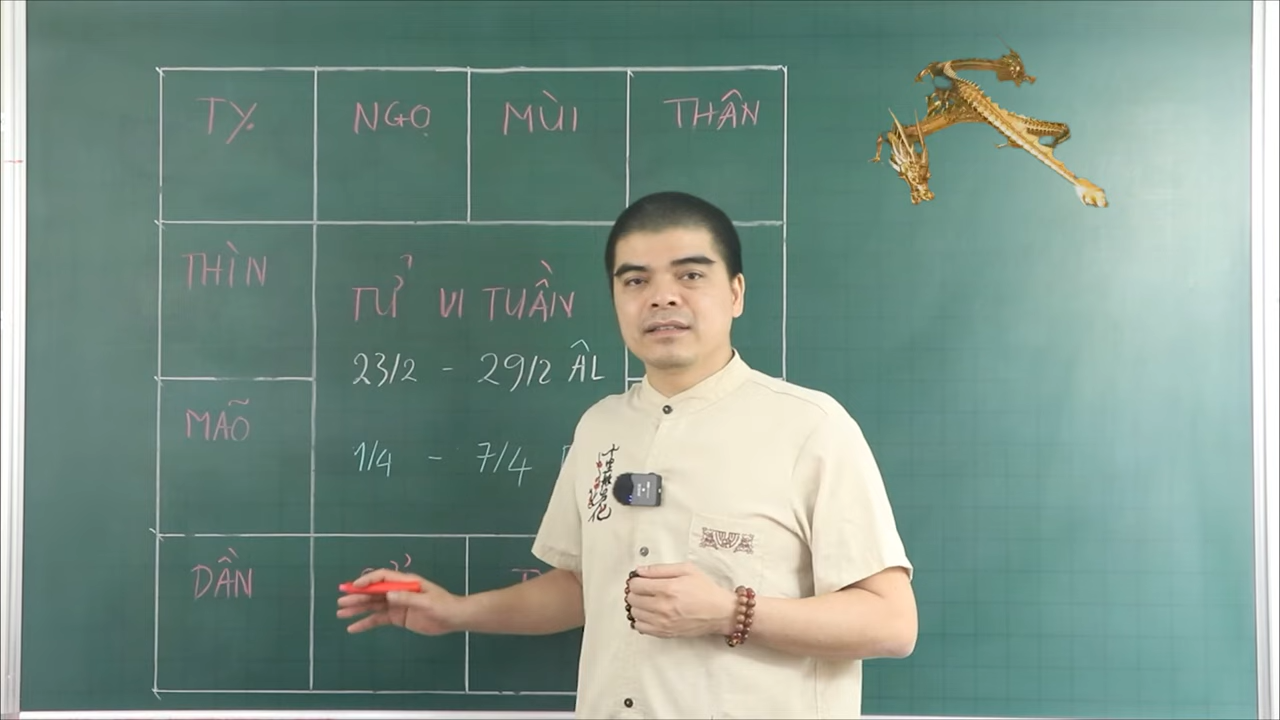 TỴ NGỌ MÙI THÂN
THÌN
TỬ VI TUẦN
23/2 - 29/2 ÂL
MÃO
1/4 - 7/4
DẦN